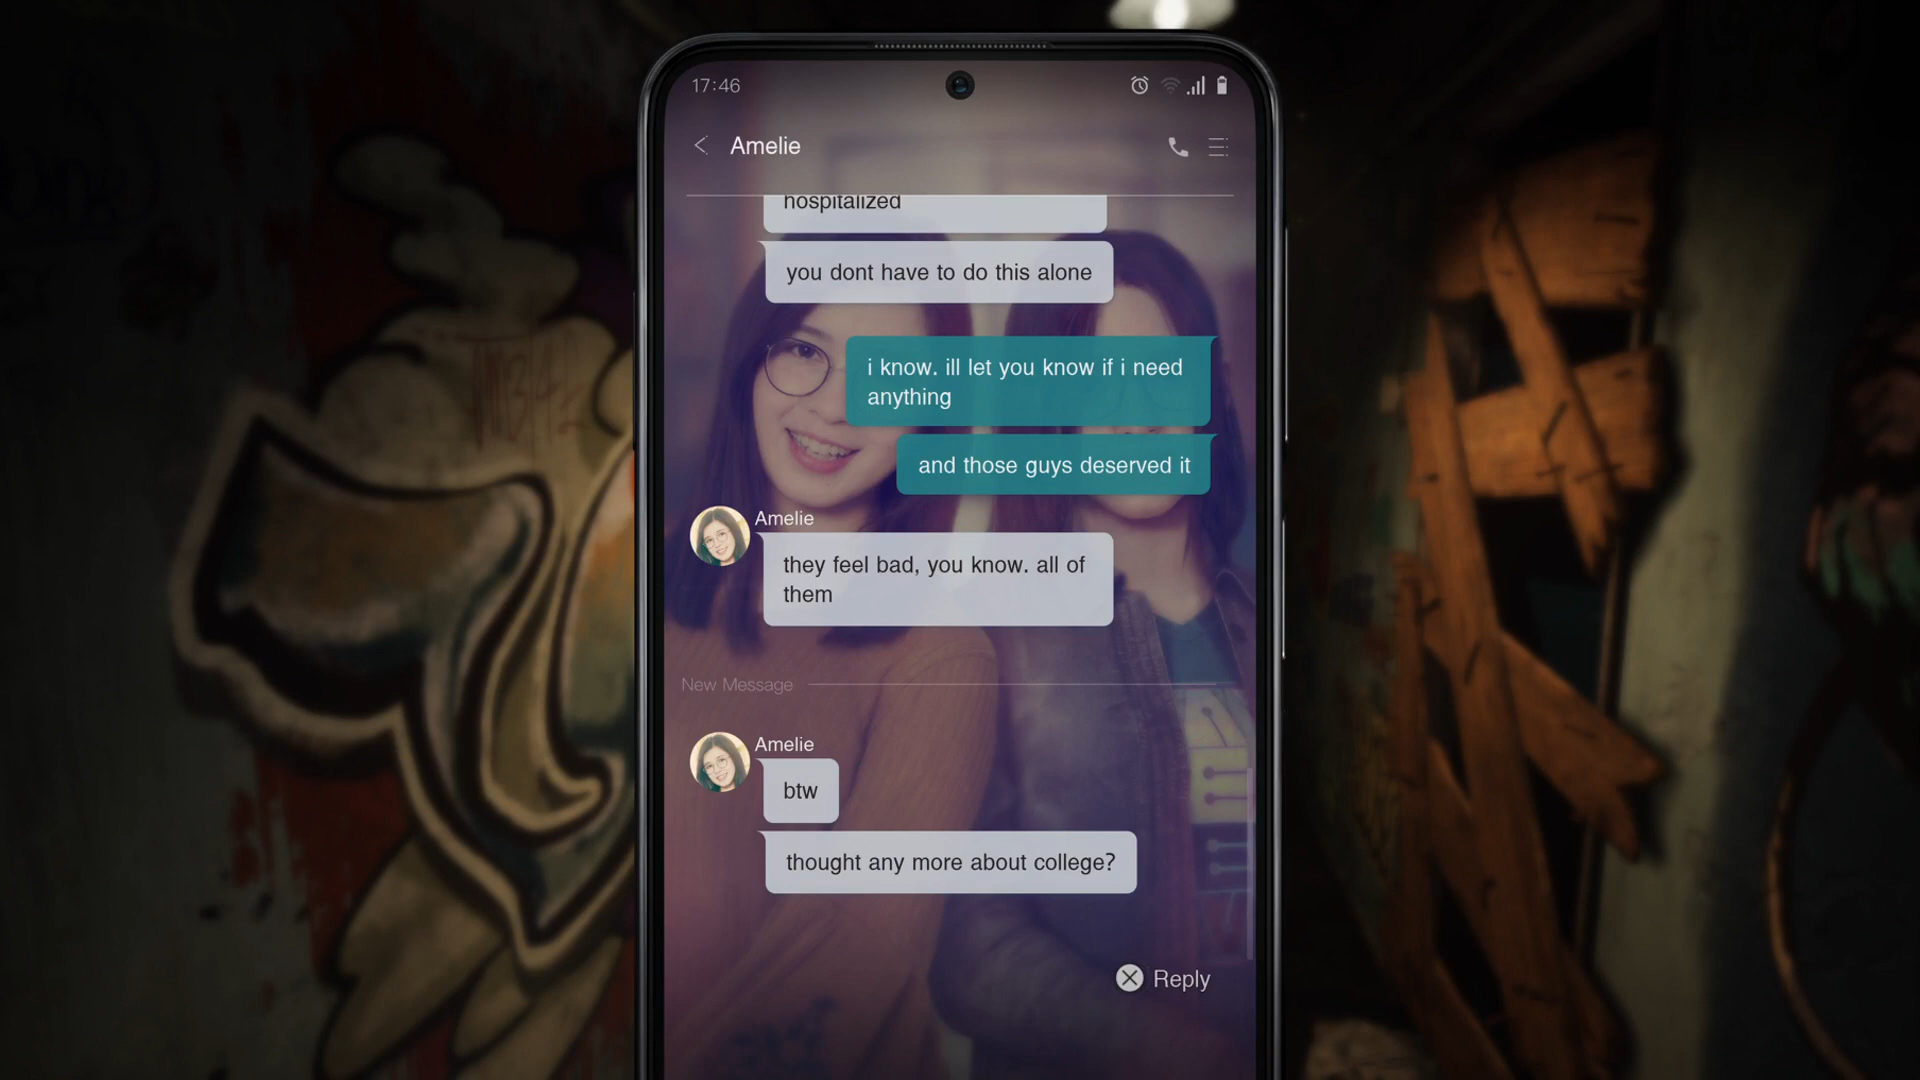 17:46
Amelie
hospitalized
you dont have to do this alone
i know. ill let you know if i need
anything
and those guys deserved it
Amelie
they feel bad, you know. all of
them
New Message
Amelie
btw
thought any more about college?
Reply